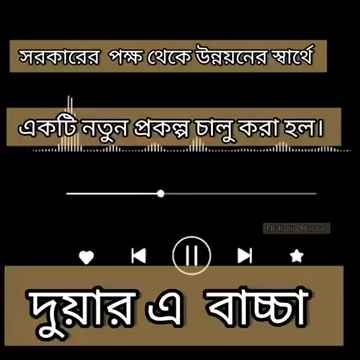 সরকারের পক্ষ থেকে উন্নয়নের স্বার্থে
একটি নতুন প্রকল্প চালু করা হল।
দুয়ার এ বাচ্চা